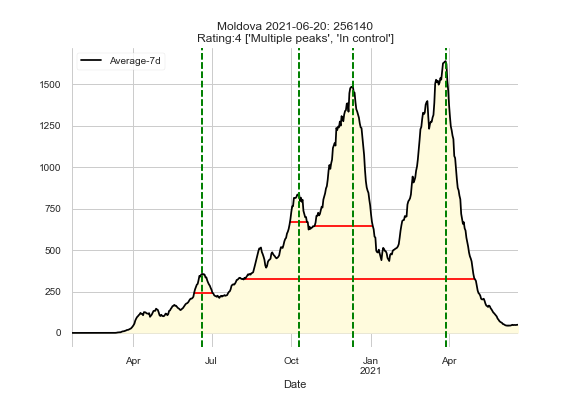 Moldova 2021-06-20: 256140
Rating:4 ['Multiple peaks', 'In control']
Average-7d
1500
1250
1000
750
500
250
0
Apr
Jul
Oct
Jan
2021
Apr
Date